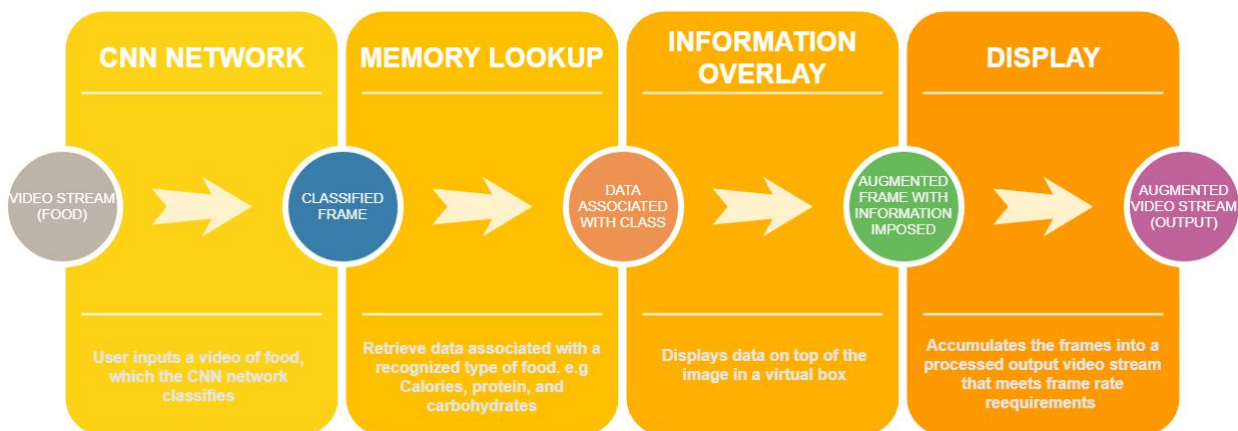 CNN NETWORK
MEMORY LOOKUP
INFORMATION
OVERLAY
DISPLAY
VIDEO STREAM
(FOOD)
CLASSIFIED
FRAME
DATA
ASSOCIATED
WITH CLASS
AUGMENTED
FRAME WITH
INFORMATION
IMPOSED
AUGMENTED
VIDEO STREAM
(OUTPUT)
User inputs a video of food,
which the CNN network
classifies
Retrieve data associated with a
recognized type of food. e.g
Calories, protein, and
carbohydrates
Displays data on top of the
image in a virtual box
Accumulates the frames into a
processed output video stream
that meets frame rate
reequirements